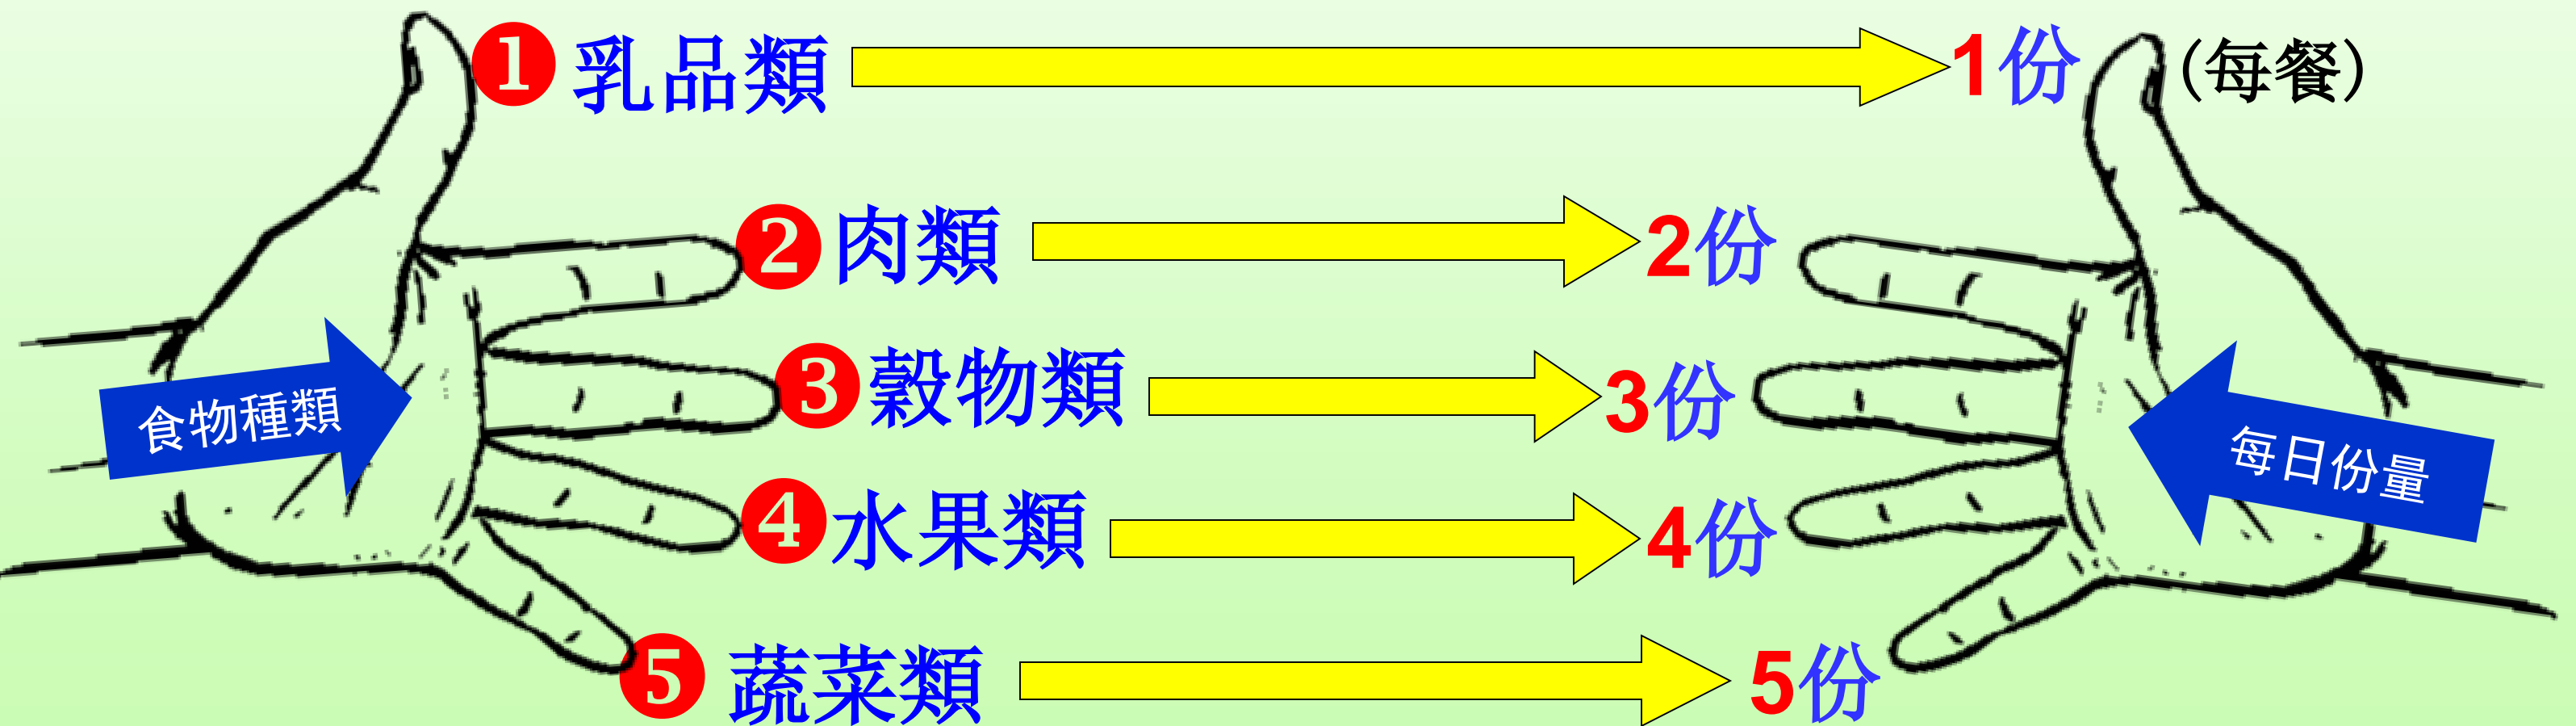 ❶ 乳品類 1份 (每餐)
❷ 肉類 2份
❸ 穀物類 3份
食物種類
每日份量
❹ 水果類 4份
❺ 蔬菜類 5份